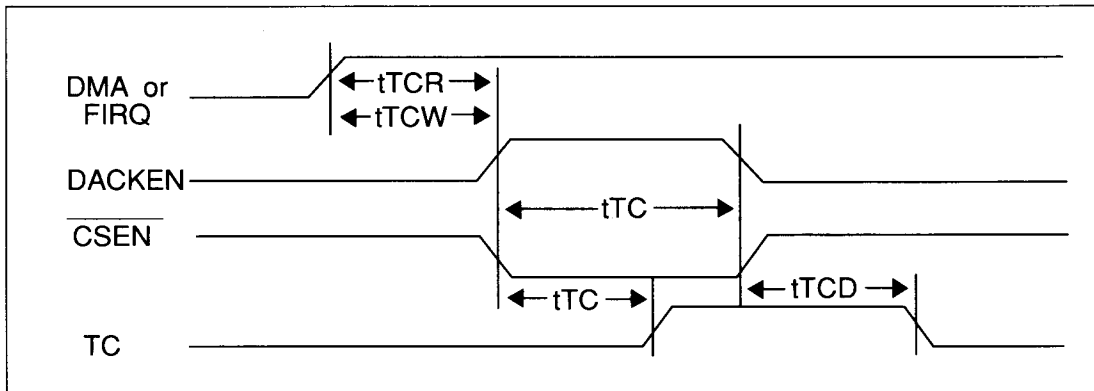 DMA or
FIRQ
tTCR
tTCW
DACKEN
tTC
CSEN
tTC
tTCD
TC